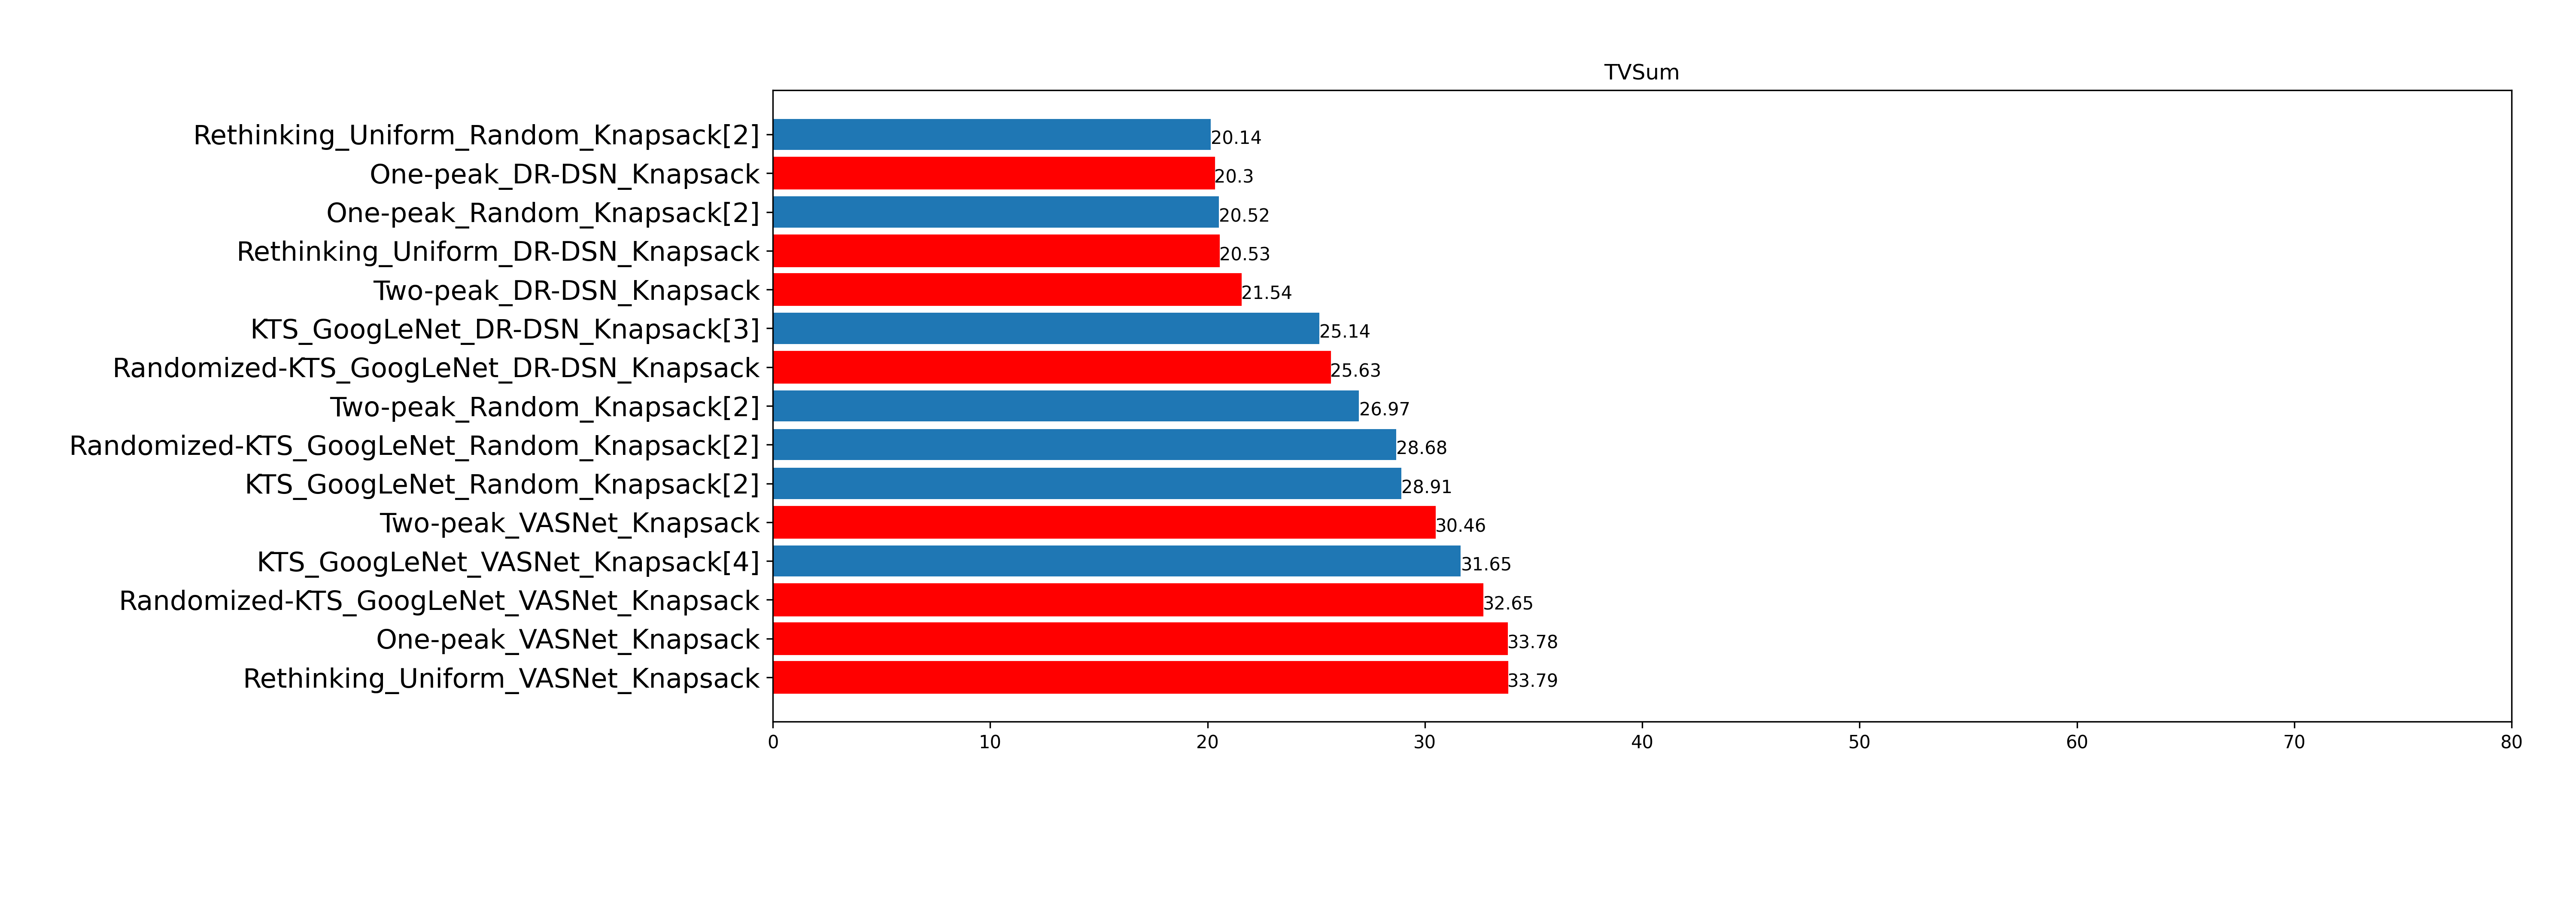 TVSum
Rethinking_Uniform_Random_Knapsack[2] 20.14
One-peak_DR-DSN_Knapsack 20.3
One-peak_Random_Knapsack[2] 20.52
Rethinking_Uniform_DR-DSN_Knapsack 20.53
Two-peak_DR-DSN_Knapsack 21.54
KTS_GoogLeNet_DR-DSN_Knapsack[3] 25.14
Randomized-KTS_GoogLeNet_DR-DSN_Knapsack 25.63
Two-peak_Random_Knapsack[2] 26.97
Randomized-KTS_GoogLeNet_Random_Knapsack[2] 28.68
KTS_GoogLeNet_Random_Knapsack[2] 28.91
Two-peak_VASNet_Knapsack 30.46
KTS_GoogLeNet_VASNet_Knapsack[4] 31.65
Randomized-KTS_GoogLeNet_VASNet_Knapsack 32.65
One-peak_VASNet_Knapsack 33.78
Rethinking_Uniform_VASNet_Knapsack 33.79
0 10 20 30 40 50 60 70 80